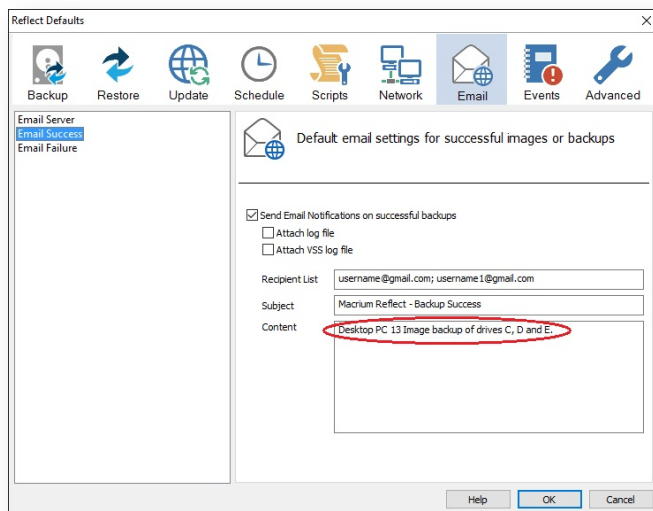 Reflect Defaults
Backup
Restore
Update
Schedule
Scripts
Network
Email
Events
Advanced
Email Server
Email Success
Email Failure
Default email settings for successful images or backups
Send Email Notifications on successful backups
Attach log file
Attach VSS log file
Recipient List username@gmail.com; username1@gmail.com
Subject Macrium Reflect - Backup Success
Content Desktop PC 13 Image backup of drives C, D and E.
Help OK Cancel